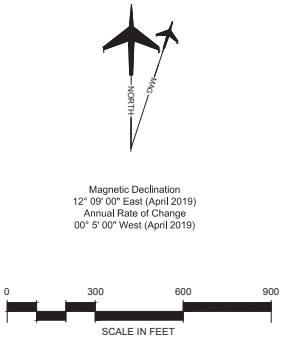 NORTH
MAG
Magnetic Declination
12° 09' 00" East (April 2019)
Annual Rate of Change
00° 5' 00" West (April 2019)
0 300 600 900
SCALE IN FEET